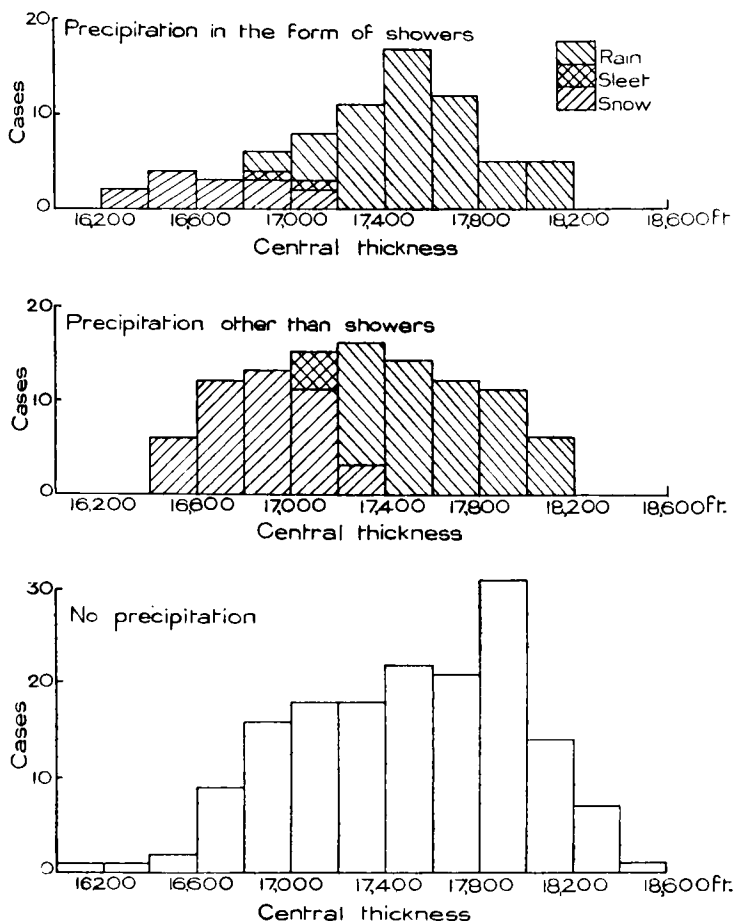 20
Precipitation in the form of showers
Rain
Sleet
Snow
10
Cases
0
16,200 16,600 17,000 17,400 17,800 18,200 18,600ft.
Central thickness
20
Precipitation other than showers
10
Cases
0
16,200 16,600 17,000 17,400 17,800 18,200 18,600ft.
Central thickness
30
No precipitation
20
Cases
10
0
16,200 16,600 17,000 17,400 17,800 18,200 18,600ft.
Central thickness